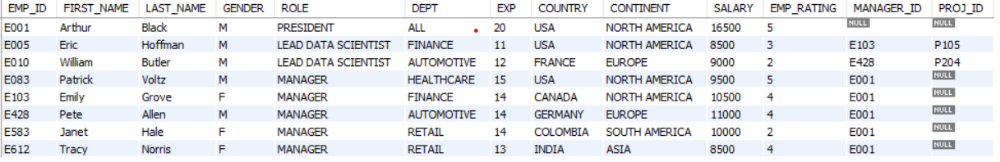 EMP_ID FIRST_NAME LAST_NAME GENDER ROLE DEPT EXP COUNTRY CONTINENT SALARY EMP_RATING MANAGER_ID PROJ_ID
E001 Arthur Black M PRESIDENT ALL 20 USA NORTH AMERICA 16500 5 NULL NULL
E005 Eric Hoffman M LEAD DATA SCIENTIST FINANCE 11 USA NORTH AMERICA 8500 3 E103 P105
E010 William Butler M LEAD DATA SCIENTIST AUTOMOTIVE 12 FRANCE EUROPE 9000 2 E428 P204
E083 Patrick Voltz M MANAGER HEALTHCARE 15 USA NORTH AMERICA 9500 5 E001 NULL
E103 Emily Grove F MANAGER FINANCE 14 CANADA NORTH AMERICA 10500 4 E001 NULL
E428 Pete Allen M MANAGER AUTOMOTIVE 14 GERMANY EUROPE 11000 4 E001 NULL
E583 Janet Hale F MANAGER RETAIL 14 COLOMBIA SOUTH AMERICA 10000 2 E001 NULL
E612 Tracy Norris F MANAGER RETAIL 13 INDIA ASIA 8500 4 E001 NULL